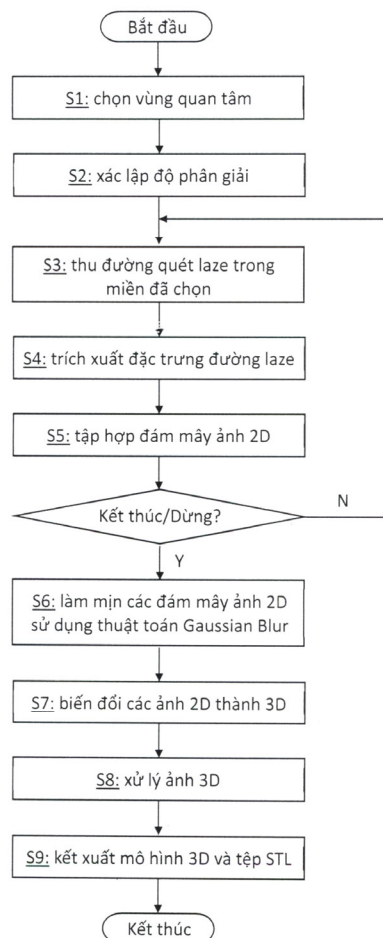 Bắt đầu
S1: chọn vùng quan tâm
S2: xác lập độ phân giải
S3: thu đường quét laze trong
miền đã chọn
S4: trích xuất đặc trưng đường laze
S5: tập hợp đám mây ảnh 2D
Kết thúc/Dừng?
N
Y
S6: làm mịn các đám mây ảnh 2D
sử dụng thuật toán Gaussian Blur
S7: biến đổi các ảnh 2D thành 3D
S8: xử lý ảnh 3D
S9: kết xuất mô hình 3D và tệp STL
Kết thúc